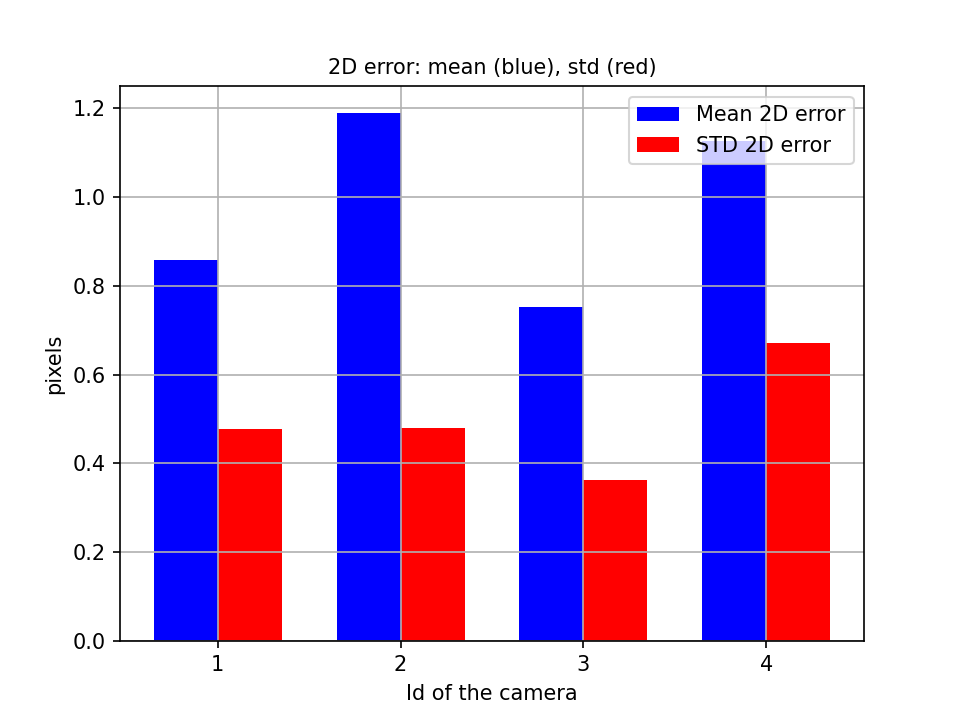 2D error: mean (blue), std (red)
Mean 2D error
STD 2D error
1.2
1.0
0.8
0.6
0.4
0.2
0.0
pixels
1 2 3 4
Id of the camera